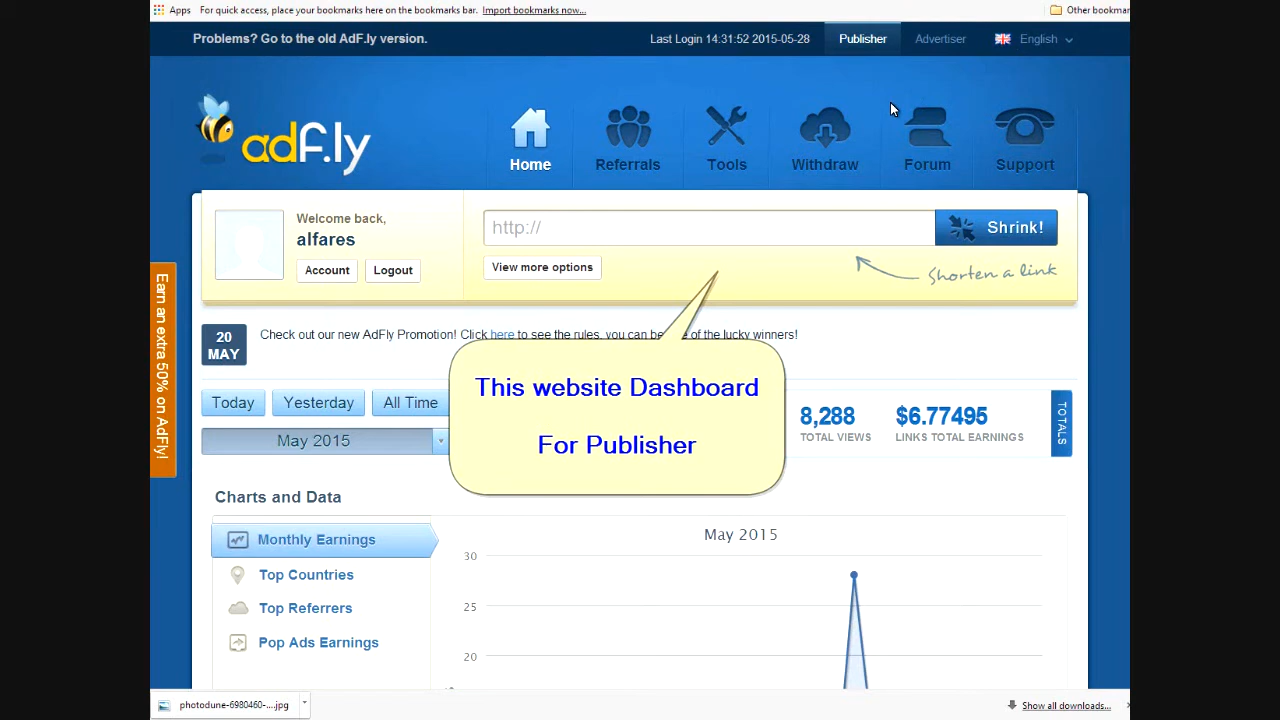 Apps For quick access, place your bookmarks here on the bookmarks bar. Import bookmarks now... Other bookmar
Problems? Go to the old AdF.ly version. Last Login 14:31:52 2015-05-28 Publisher Advertiser English
adf.ly
Home Referrals Tools Withdraw Forum Support
Welcome back,
alfares
Account Logout
http:// Shrink!
View more options
Shorten a link
Earn an extra 50% on AdFly!
20
MAY
Check out our new AdFly Promotion! Click here to see the rules, you can be of the lucky winners!
This website Dashboard
For Publisher
Today Yesterday All Time
May 2015
8,288
TOTAL VIEWS
$6.77495
LINKS TOTAL EARNINGS
TOTALS
Charts and Data
Monthly Earnings
Top Countries
Top Referrers
Pop Ads Earnings
May 2015
30
25
20
photodune-6980460-....jpg
Show all downloads...